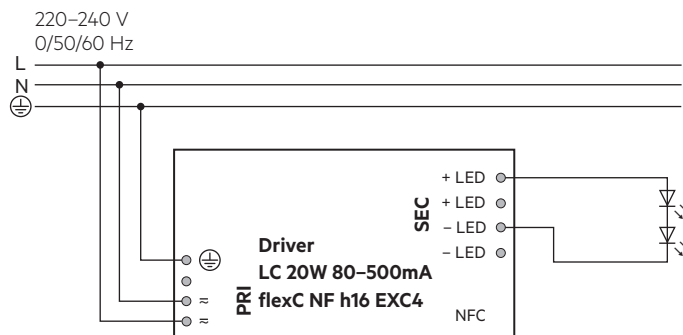 220–240 V
0/50/60 Hz
L
N
+ LED
+ LED
– LED
– LED
SEC
Driver
LC 20W 80–500mA
flexC NF h16 EXC4
PRI
≈
≈
NFC